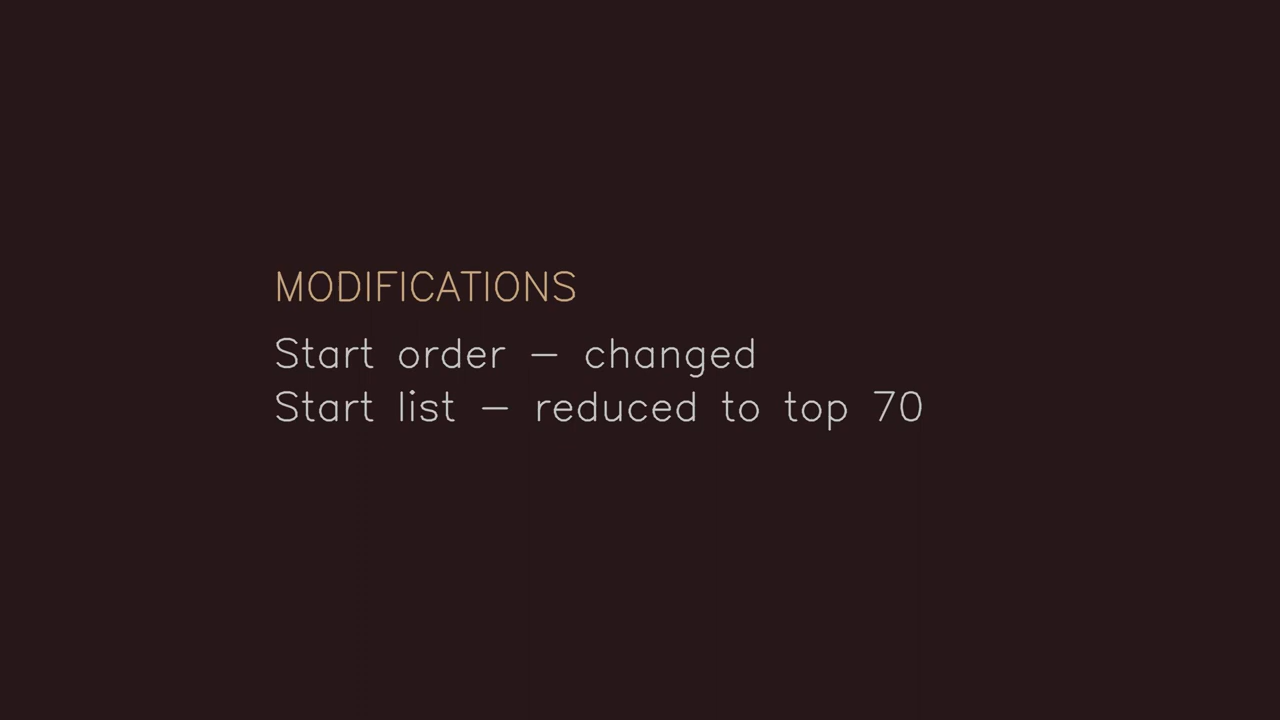 MODIFICATIONS
Start order – changed
Start list – reduced to top 70